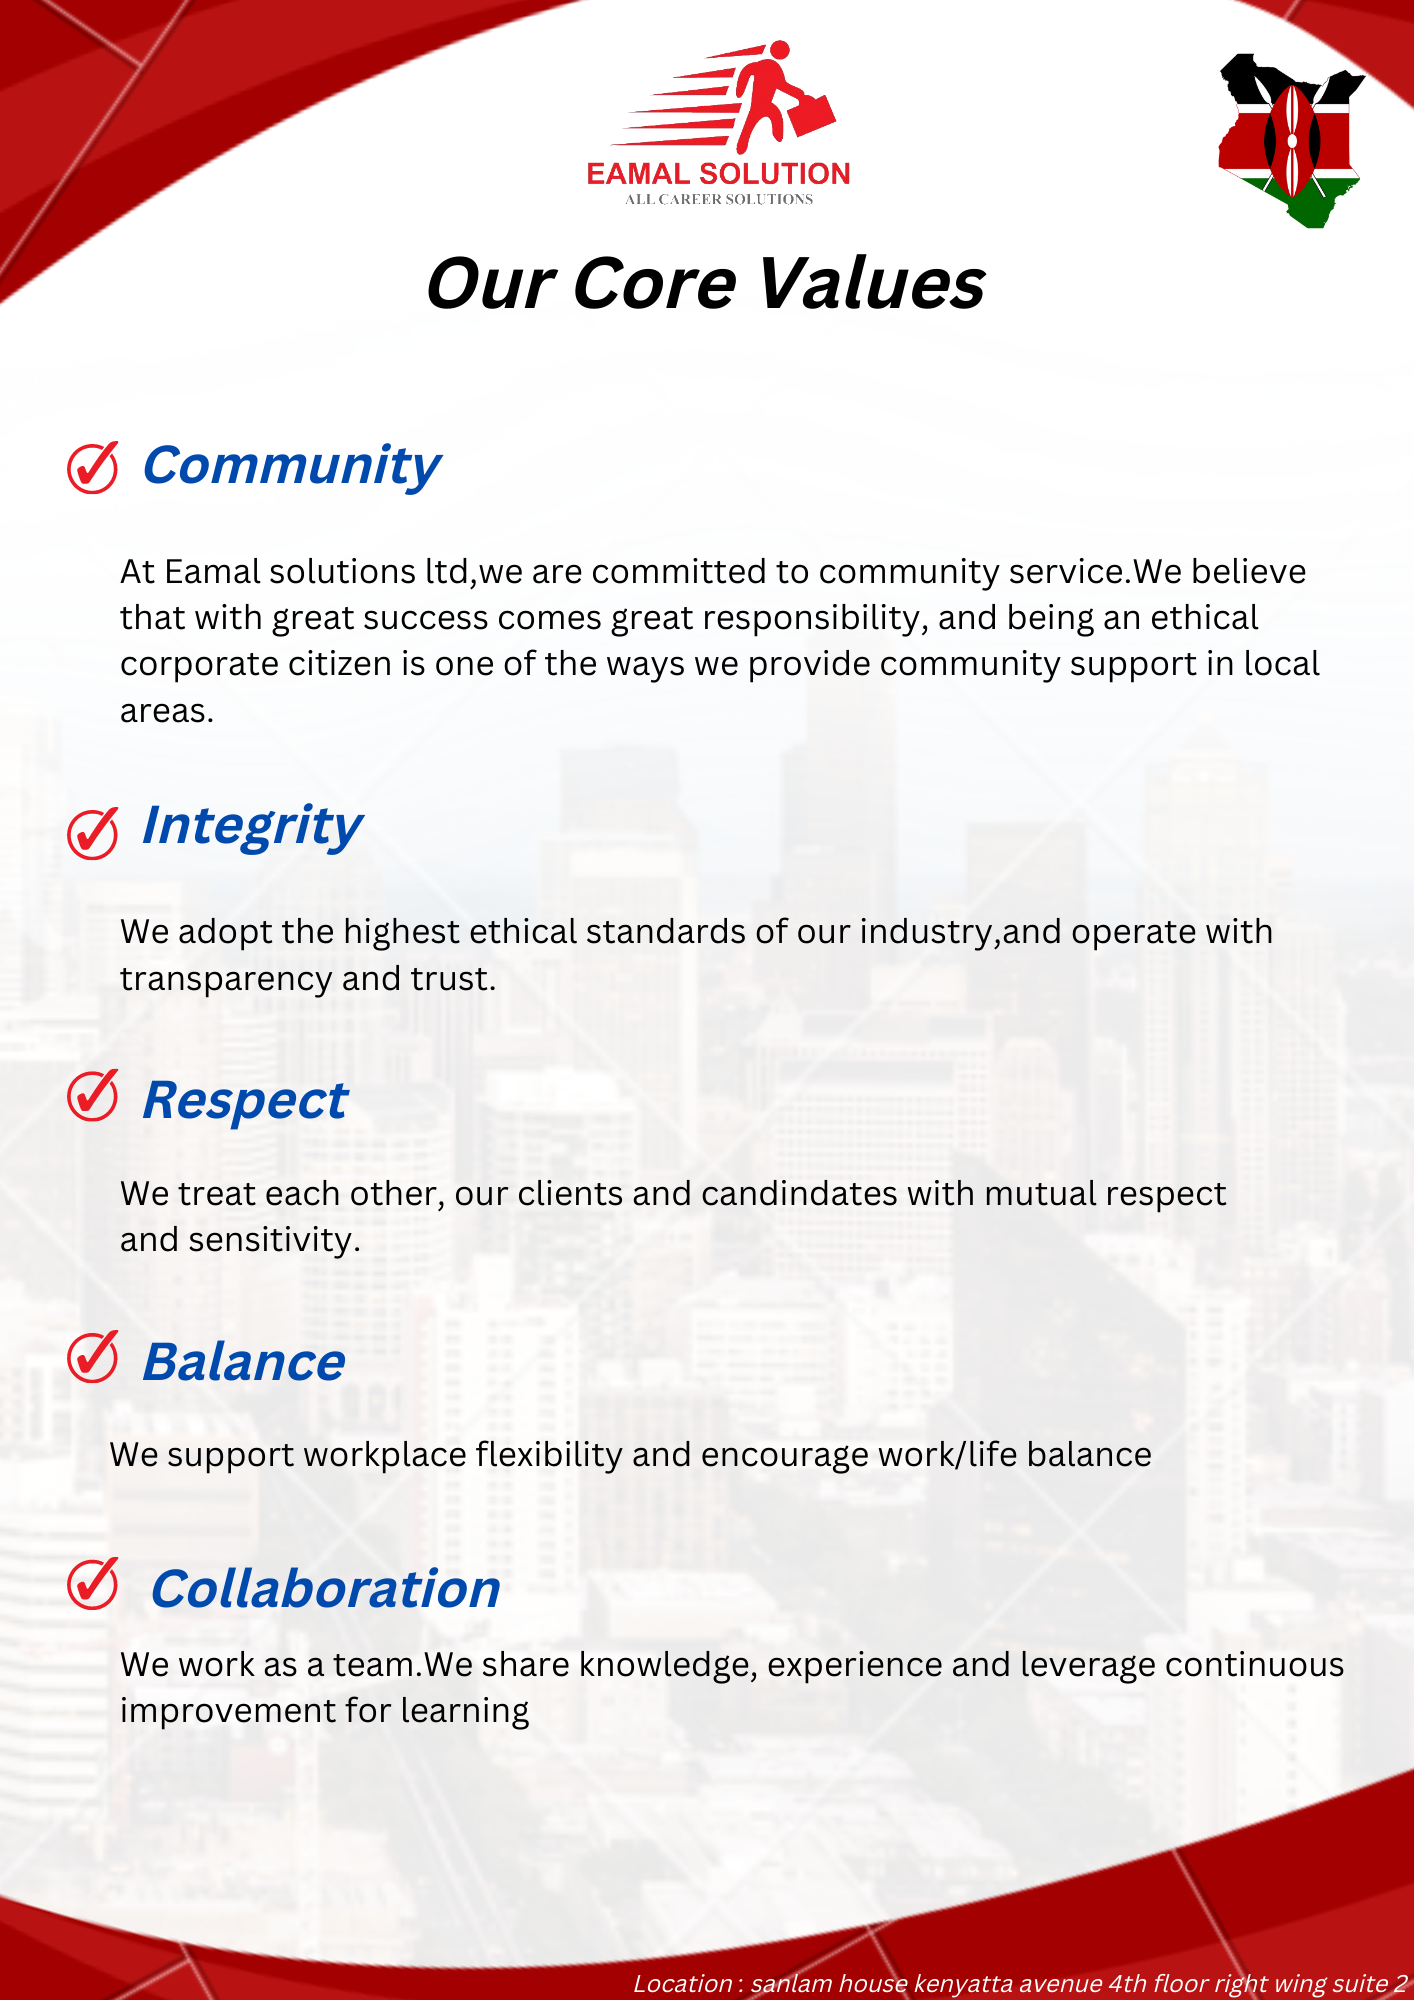 EAMAL SOLUTION
ALL CAREER SOLUTIONS
Our Core Values
Community
At Eamal solutions ltd,we are committed to community service.We believe
that with great success comes great responsibility, and being an ethical
corporate citizen is one of the ways we provide community support in local
areas.
Integrity
We adopt the highest ethical standards of our industry,and operate with
transparency and trust.
Respect
We treat each other, our clients and candindates with mutual respect
and sensitivity.
Balance
We support workplace flexibility and encourage work/life balance
Collaboration
We work as a team.We share knowledge, experience and leverage continuous
improvement for learning
Location : sanlam house kenyatta avenue 4th floor right wing suite 2